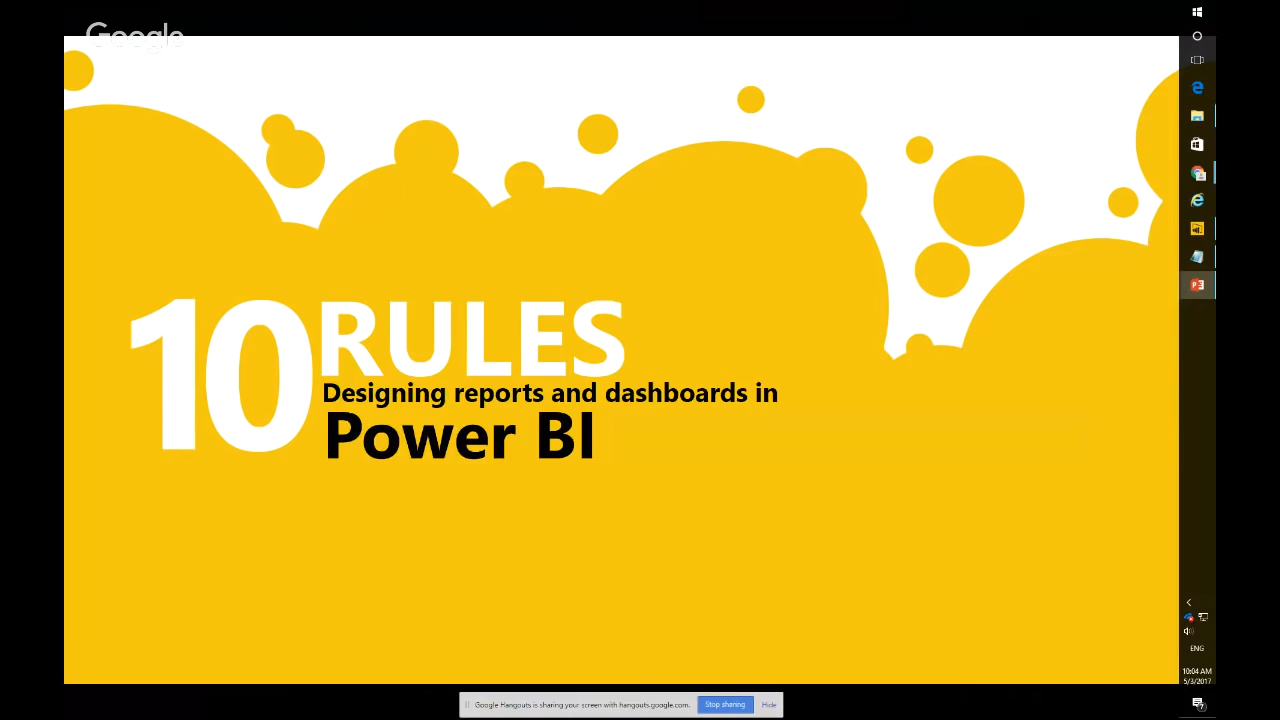 Google
10 RULES
Designing reports and dashboards in
Power BI
ENG
10:04 AM
5/3/2017
Google Hangouts is sharing your screen with hangouts.google.com.
Stop sharing
Hide